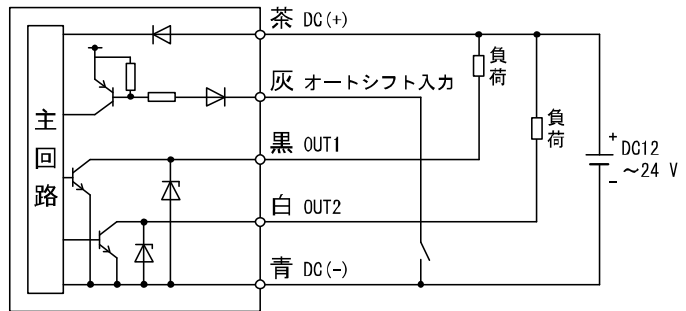 茶 DC(+)
負荷
灰 オートシフト入力
負荷
主回路
黒 OUT1
+
DC12
～24 V
−
白 OUT2
青 DC(-)